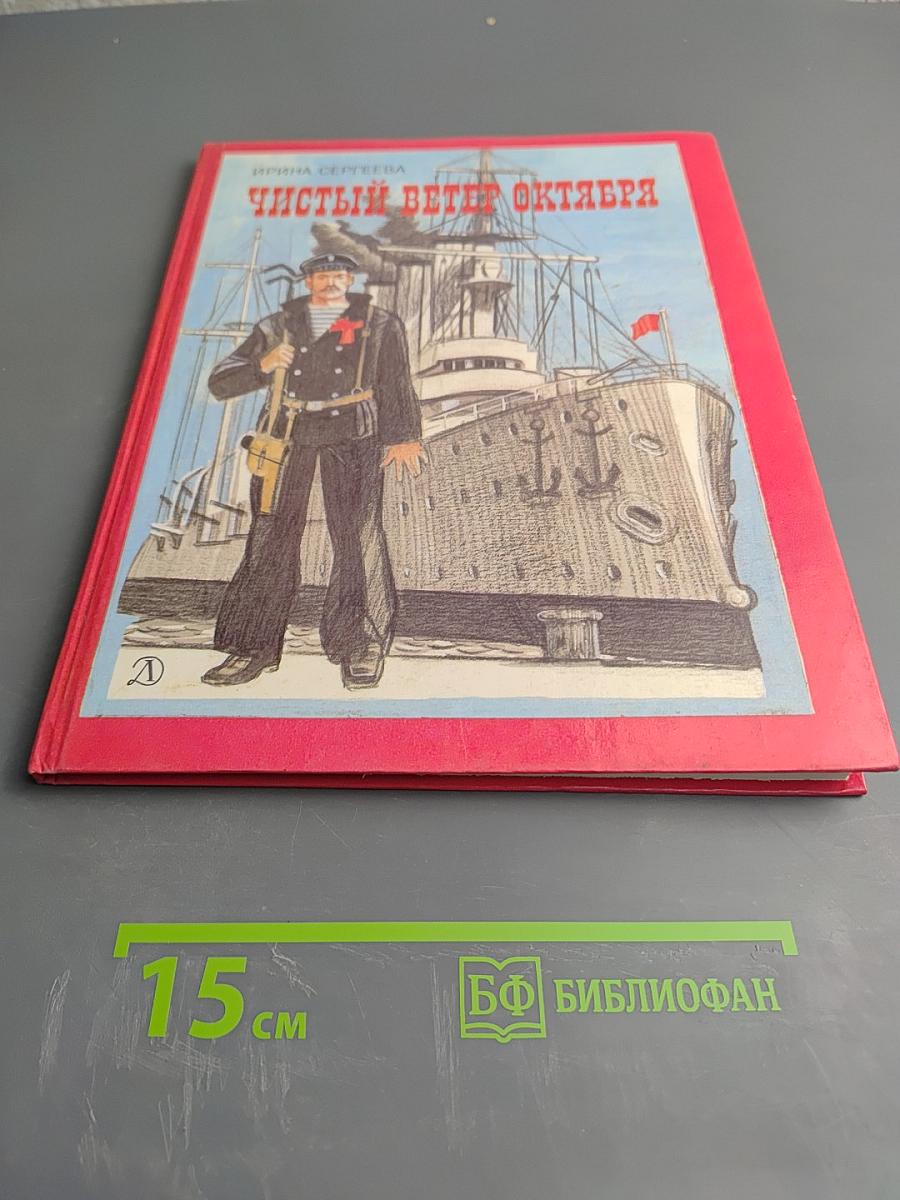 ИРИНА СЕРГЕЕВА
ЧИСТЫЙ ВЕТЕР ОКТЯБРЯ
Д
15 см
БФ БИБЛИОФАН